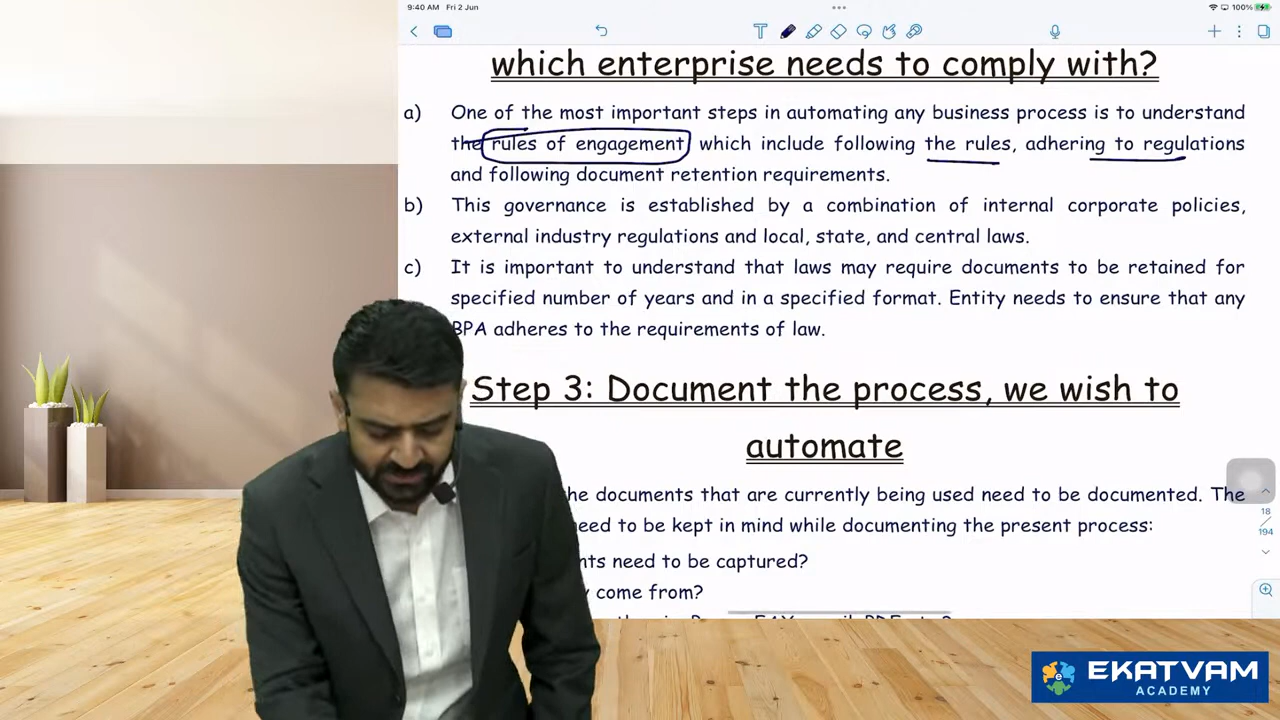 9:40 AM Fri 2 Jun
100%
which enterprise needs to comply with?
a) One of the most important steps in automating any business process is to understand
the rules of engagement which include following the rules, adhering to regulations
and following document retention requirements.
b) This governance is established by a combination of internal corporate policies,
external industry regulations and local, state, and central laws.
c) It is important to understand that laws may require documents to be retained for
specified number of years and in a specified format. Entity needs to ensure that any
BPA adheres to the requirements of law.
Step 3: Document the process, we wish to
automate
the documents that are currently being used need to be documented. The
need to be kept in mind while documenting the present process:
need to be captured?
come from?
18
194
EKATVAM
ACADEMY